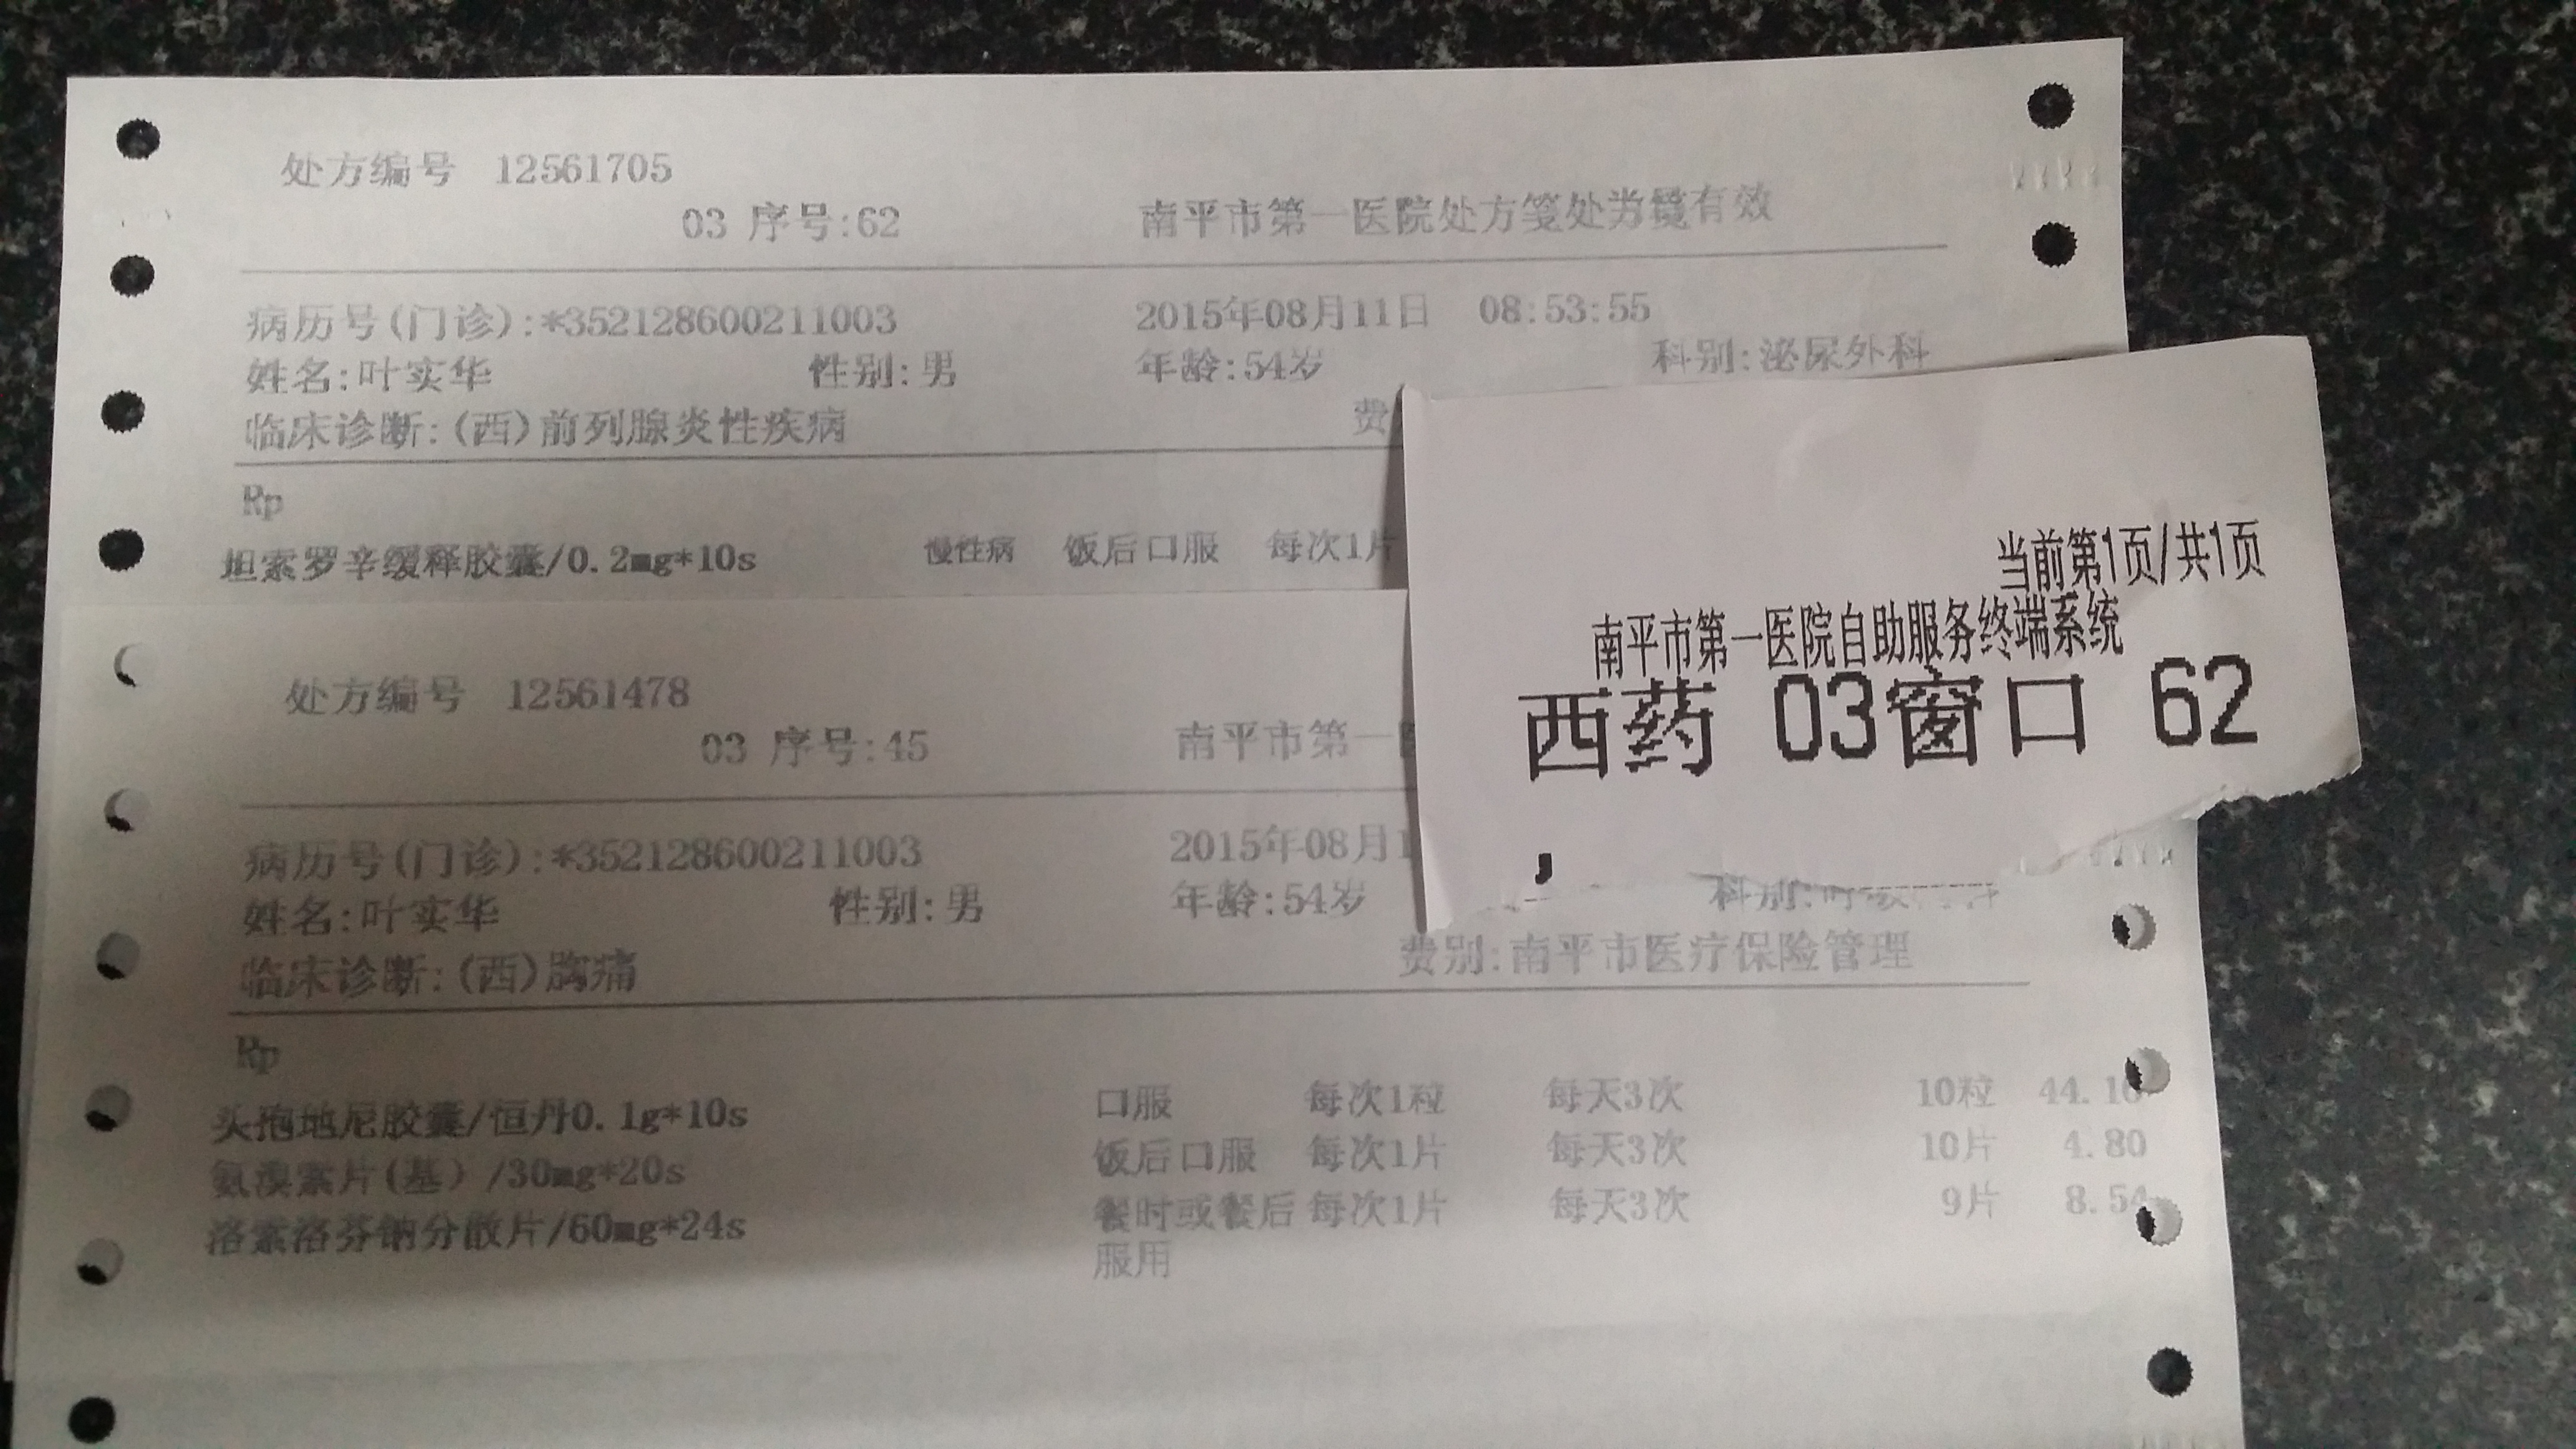 处方编号 12561705
03 序号:62 南平市第一医院处方笺处 有效
病历号(门诊):*352128600211003 2015年08月11日 08:53:55
姓名:叶实华 性别:男 年龄:54岁 科别:泌尿外科
临床诊断:(西)前列腺炎性疾病 费
Rp
坦索罗辛缓释胶囊/0.2mg*10s 慢性病 饭后口服 每次1片
当前第1页/共1页
南平市第一医院自助服务终端系统
西药 03窗口 62
处方编号 12561478
03 序号:45 南平市第一
病历号(门诊):*352128600211003 2015年08月1
姓名:叶实华 性别:男 年龄:54岁 科别:
临床诊断:(西)胸痛 费别:南平市医疗保险管理
Rp
头孢地尼胶囊/恒丹0.1g*10s 口服 每次1粒 每天3次 10粒 44.10
氨溴索片(基) /30mg*20s 饭后口服 每次1片 每天3次 10片 4.80
洛索洛芬钠分散片/60mg*24s 餐时或餐后 每次1片 每天3次 9片 8.54
服用